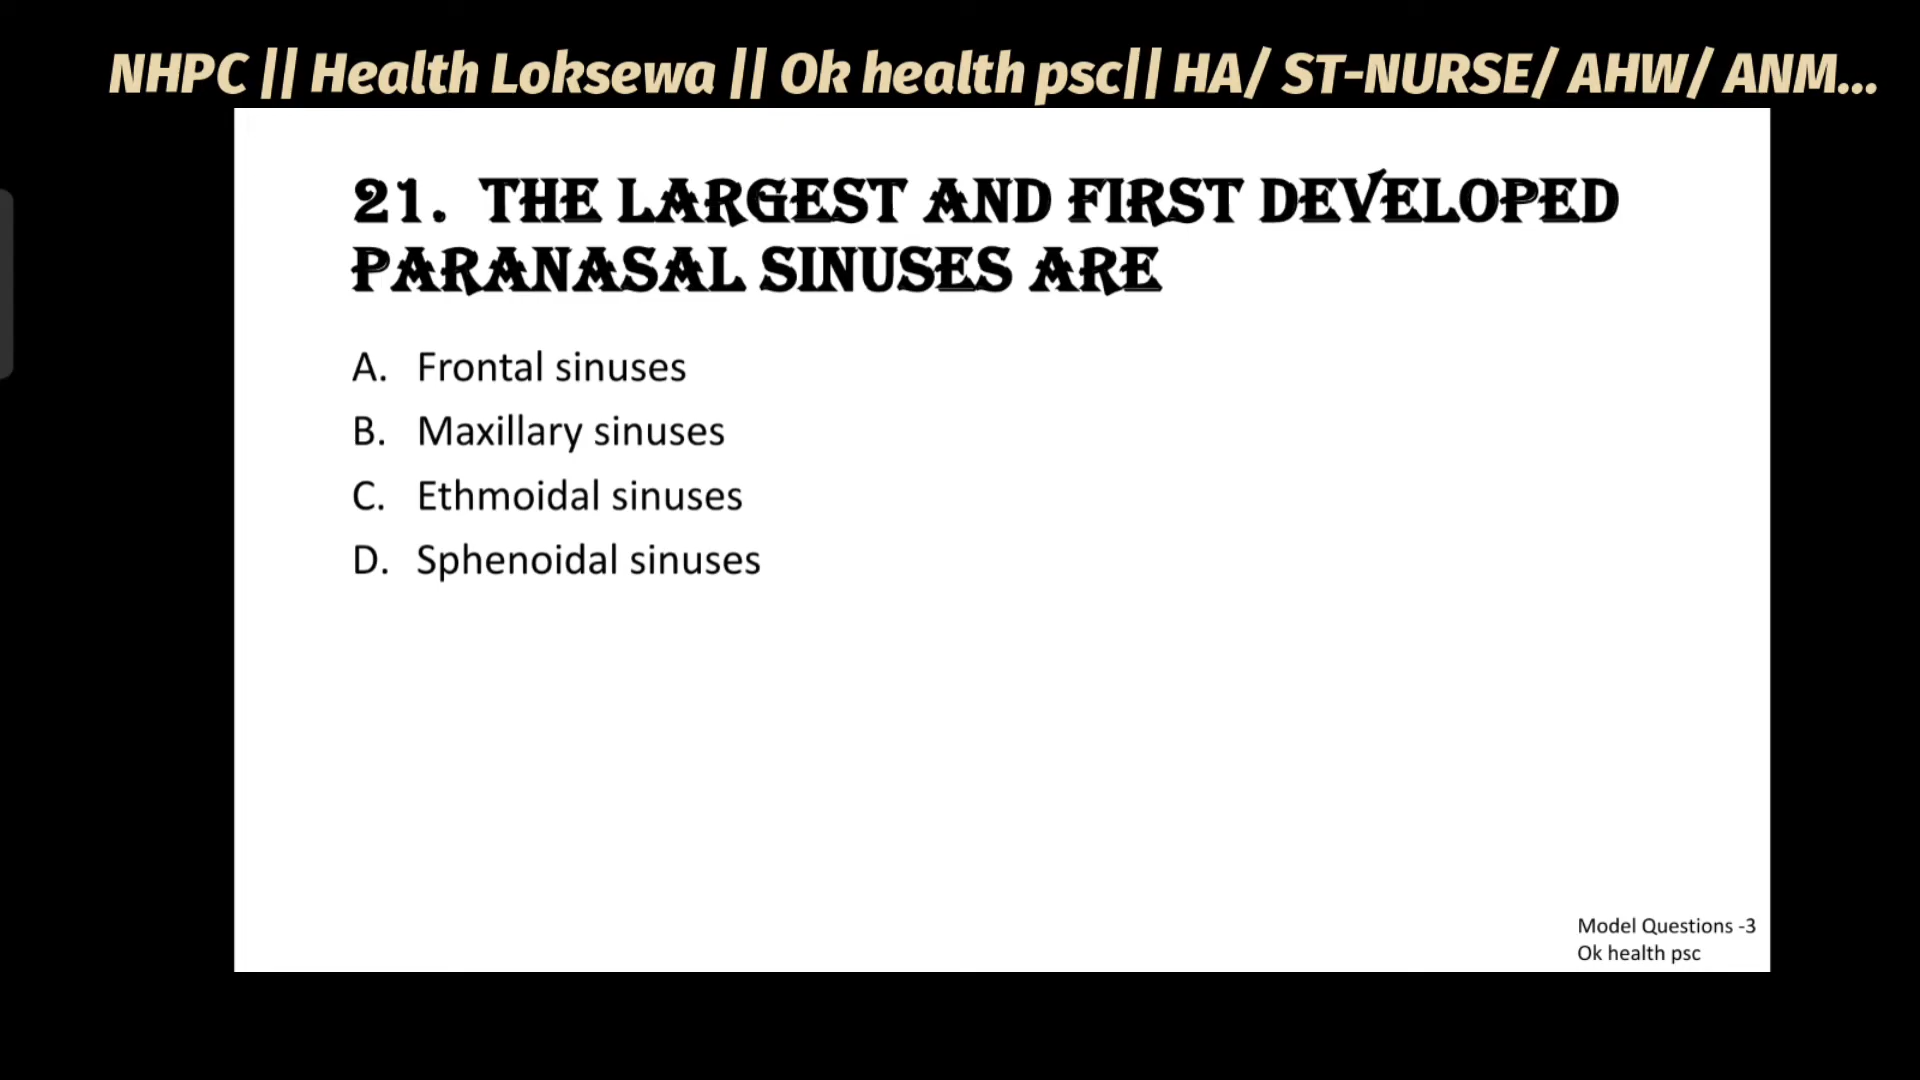 NHPC || Health Loksewa || Ok health psc|| HA/ ST-NURSE/ AHW/ ANM...
21. THE LARGEST AND FIRST DEVELOPED
PARANASAL SINUSES ARE
A. Frontal sinuses
B. Maxillary sinuses
C. Ethmoidal sinuses
D. Sphenoidal sinuses
Model Questions -3
Ok health psc